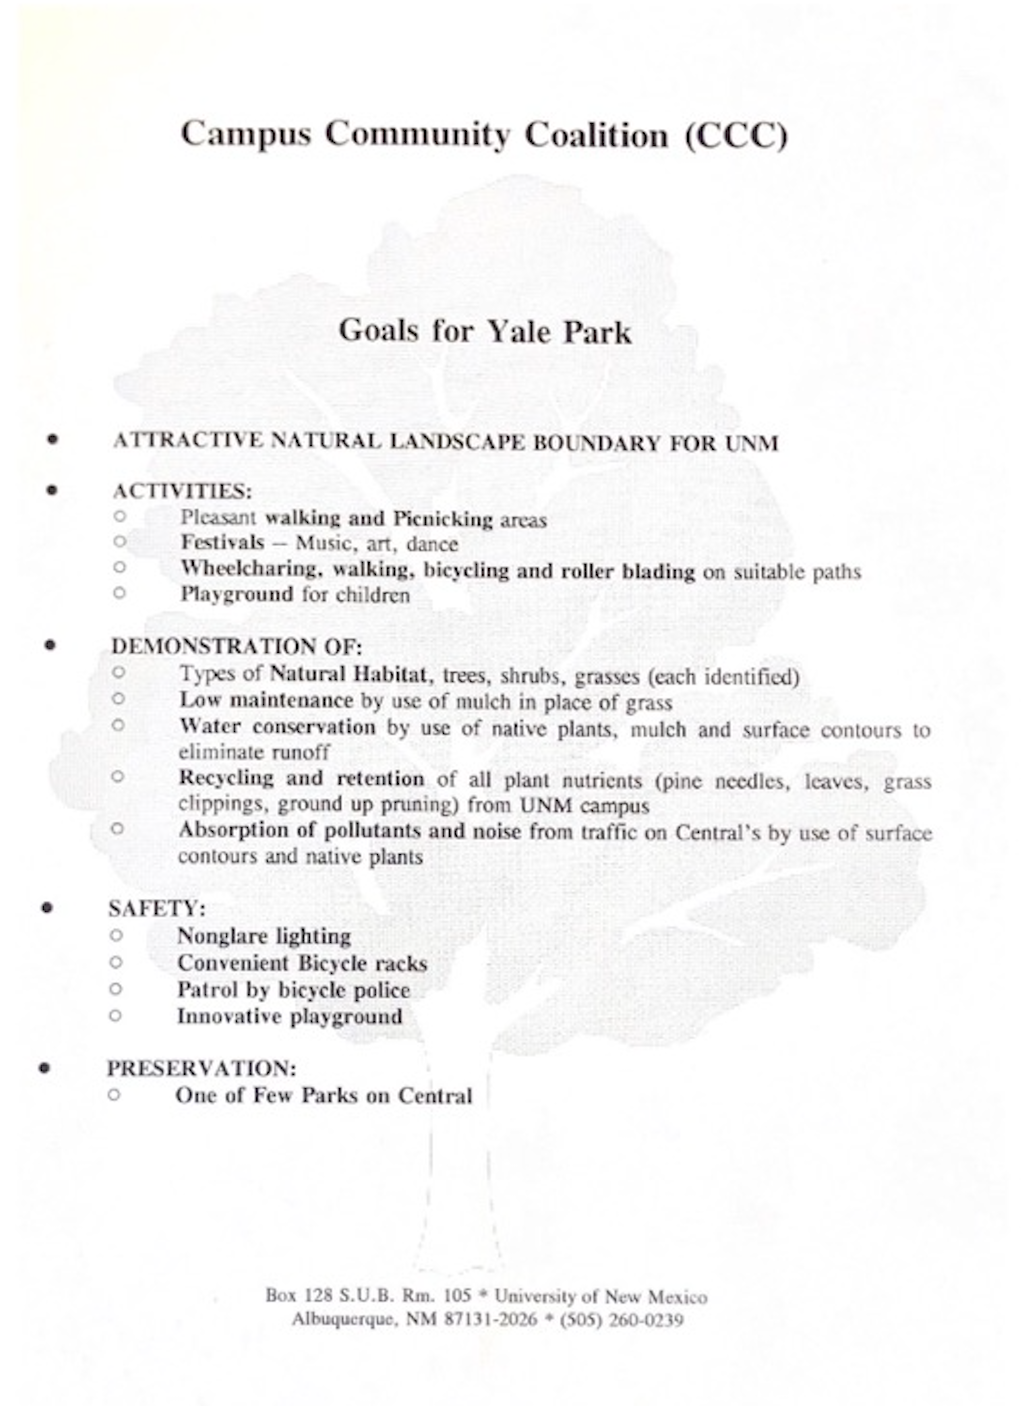 Campus Community Coalition (CCC)
Goals for Yale Park
• ATTRACTIVE NATURAL LANDSCAPE BOUNDARY FOR UNM
• ACTIVITIES:
○ Pleasant walking and Picnicking areas
○ Festivals — Music, art, dance
○ Wheelcharing, walking, bicycling and roller blading on suitable paths
○ Playground for children
• DEMONSTRATION OF:
○ Types of Natural Habitat, trees, shrubs, grasses (each identified)
○ Low maintenance by use of mulch in place of grass
○ Water conservation by use of native plants, mulch and surface contours to
eliminate runoff
○ Recycling and retention of all plant nutrients (pine needles, leaves, grass
clippings, ground up pruning) from UNM campus
○ Absorption of pollutants and noise from traffic on Central's by use of surface
contours and native plants
• SAFETY:
○ Nonglare lighting
○ Convenient Bicycle racks
○ Patrol by bicycle police
○ Innovative playground
• PRESERVATION:
○ One of Few Parks on Central
Box 128 S.U.B. Rm. 105 * University of New Mexico
Albuquerque, NM 87131-2026 * (505) 260-0239